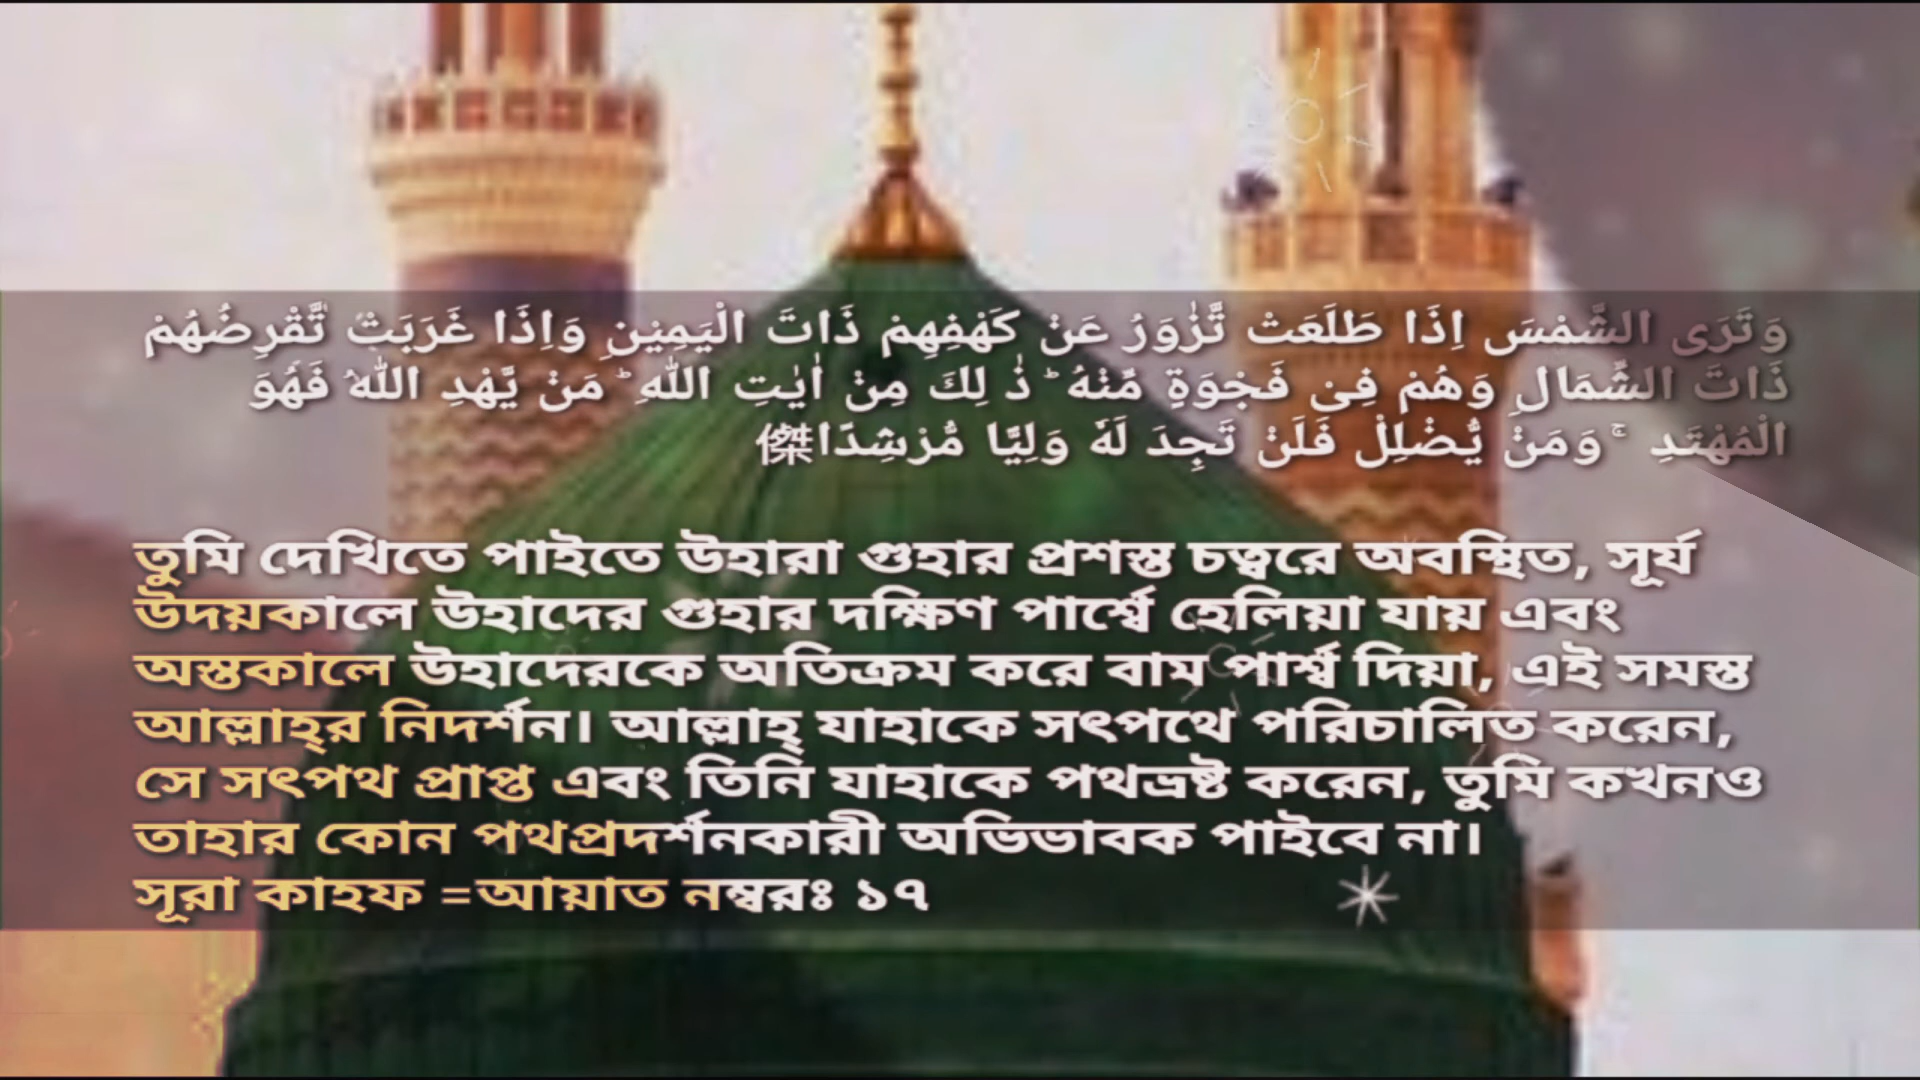 وَتَرَى الشَّمْسَ اِذَا طَلَعَتْ تَّزٰوَرُ عَنْ كَهْفِهِمْ ذَاتَ الْيَمِيْنِ وَاِذَا غَرَبَتْ تَّقْرِضُهُمْ
ذَاتَ الشِّمَالِ وَهُمْ فِىْ فَجْوَةٍ مِّنْهُ‌ ؕ ذٰ لِكَ مِنْ اٰيٰتِ اللّٰهِ‌ ؕ مَنْ يَّهْدِ اللّٰهُ فَهُوَ
الْمُهْتَدِ ‌ۚ وَمَنْ يُّضْلِلْ فَلَنْ تَجِدَ لَهٗ وَلِيًّا مُّرْشِدًا傑
তুমি দেখিতে পাইতে উহারা গুহার প্রশস্ত চত্বরে অবস্থিত, সূর্য
উদয়কালে উহাদের গুহার দক্ষিণ পার্শ্বে হেলিয়া যায় এবং
অস্তকালে উহাদেরকে অতিক্রম করে বাম পার্শ্ব দিয়া, এই সমস্ত
আল্লাহ্‌র নিদর্শন। আল্লাহ্ যাহাকে সৎপথে পরিচালিত করেন,
সে সৎপথ প্রাপ্ত এবং তিনি যাহাকে পথভ্রষ্ট করেন, তুমি কখনও
তাহার কোন পথপ্রদর্শনকারী অভিভাবক পাইবে না।
সূরা কাহফ =আয়াত নম্বরঃ ১৭